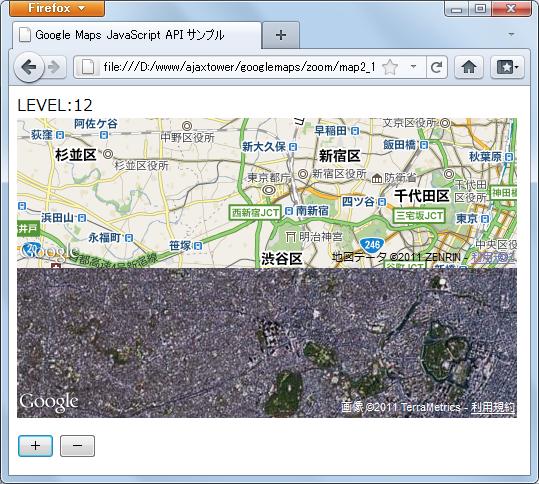 Firefox
Google Maps JavaScript API サンプル
file:///D:/www/ajaxtower/googlemaps/zoom/map2_1
LEVEL:12
阿佐ケ谷
荻窪
中野区役所
新大久保
早稲田
文京区役所
飯田橋
秋葉原
杉並区
杉並区役所
新宿区
新宿区役所
東京都庁
防衛省
千代田区
千代田区役所
神田橋
浜田山
西新宿JCT
南新宿
四ツ谷
三宅坂JCT
東京
永福町
笹塚
明治神宮
246
中央区
20
Google
渋谷区
地図データ ©2011 ZENRIN - 利用規約
Google
画像 ©2011 TerraMetrics - 利用規約
+
−